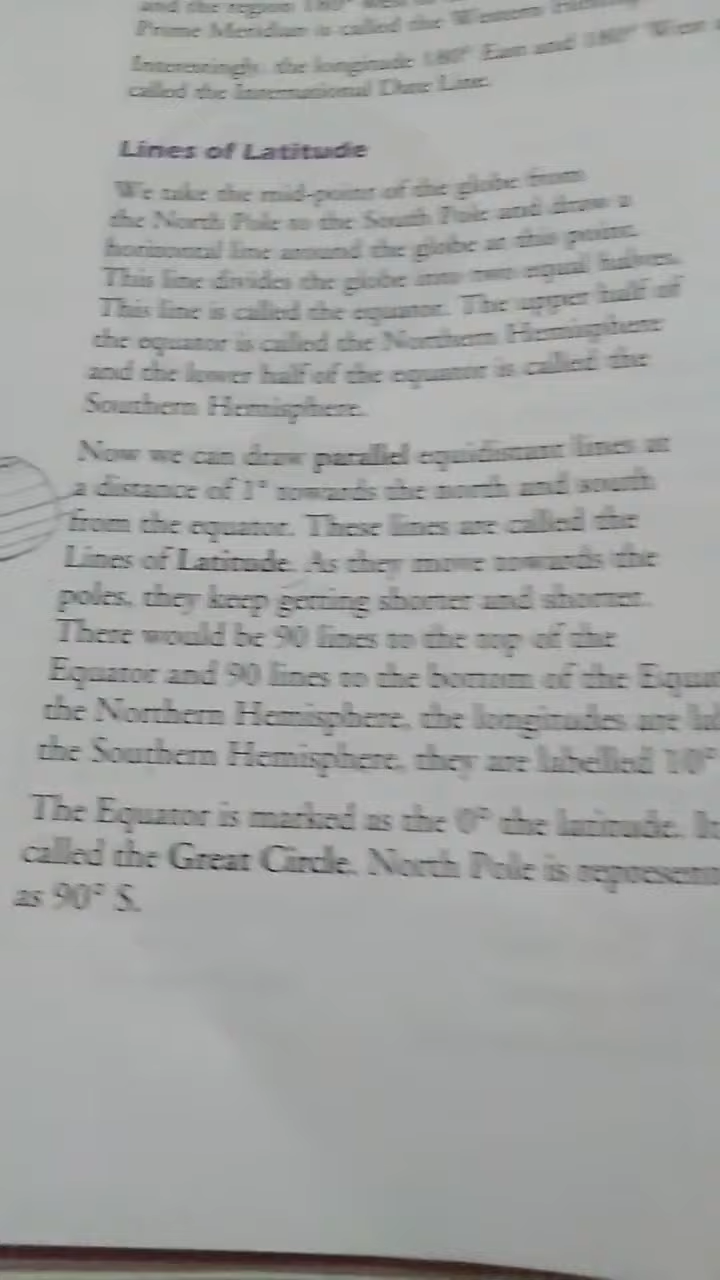 and the region 180°
Prime Meridian is called the Western
Interestingly, the longitude 180° East and 180° West
called the International Date Line.
Lines of Latitude
We take the mid-point of the globe from
the North Pole to the South Pole and draw a
horizontal line around the globe at this point.
This line divides the globe into two equal halves.
This line is called the equator. The upper half of
the equator is called the Northern Hemisphere
and the lower half of the equator is called the
Southern Hemisphere.
Now we can draw parallel equidistant lines at
a distance of 1° towards the north and south
from the equator. These lines are called the
Lines of Latitude. As they move towards the
poles, they keep getting shorter and shorter.
There would be 90 lines to the top of the
Equator and 90 lines to the bottom of the
the Northern Hemisphere, the longitudes are
the Southern Hemisphere, they are labelled 10°
The Equator is marked as the 0° the latitude.
called the Great Circle. North Pole is
as 90° S.